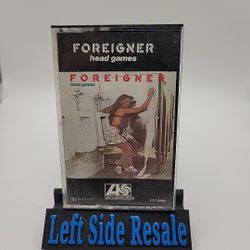 FOREIGNER
head games
FOREIGNER
head games
Left Side Resale